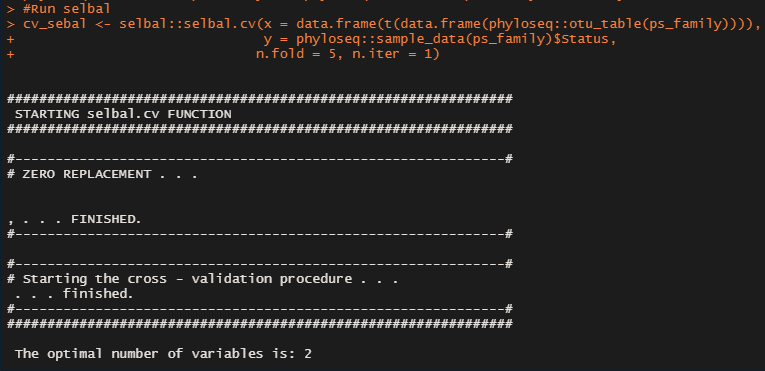 > #Run selbal
> cv_sebal <- selbal::selbal.cv(x = data.frame(t(data.frame(phyloseq::otu_table(ps_family)))),
+                               y = phyloseq::sample_data(ps_family)$Status,
+                              n.fold = 5, n.iter = 1)
###############################################################
 STARTING selbal.cv FUNCTION
###############################################################
#-------------------------------------------------------------#
# ZERO REPLACEMENT . . .
, . . . FINISHED.
#-------------------------------------------------------------#
#-------------------------------------------------------------#
# Starting the cross - validation procedure . . .
 . . . finished.
#-------------------------------------------------------------#
###############################################################
 The optimal number of variables is: 2